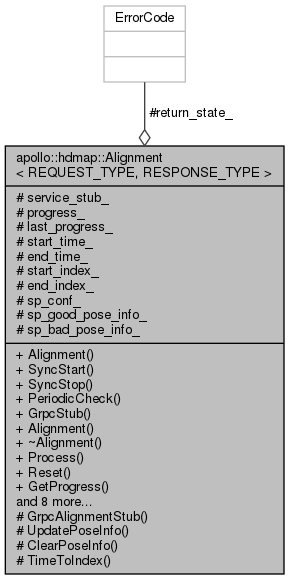 ErrorCode
#return_state_
apollo::hdmap::Alignment
< REQUEST_TYPE, RESPONSE_TYPE >
# service_stub_
# progress_
# last_progress_
# start_time_
# end_time_
# start_index_
# end_index_
# sp_conf_
# sp_good_pose_info_
# sp_bad_pose_info_
+ Alignment()
+ SyncStart()
+ SyncStop()
+ PeriodicCheck()
+ GrpcStub()
+ Alignment()
+ ~Alignment()
+ Process()
+ Reset()
+ GetProgress()
and 8 more...
# GrpcAlignmentStub()
# UpdatePoseInfo()
# ClearPoseInfo()
# TimeToIndex()